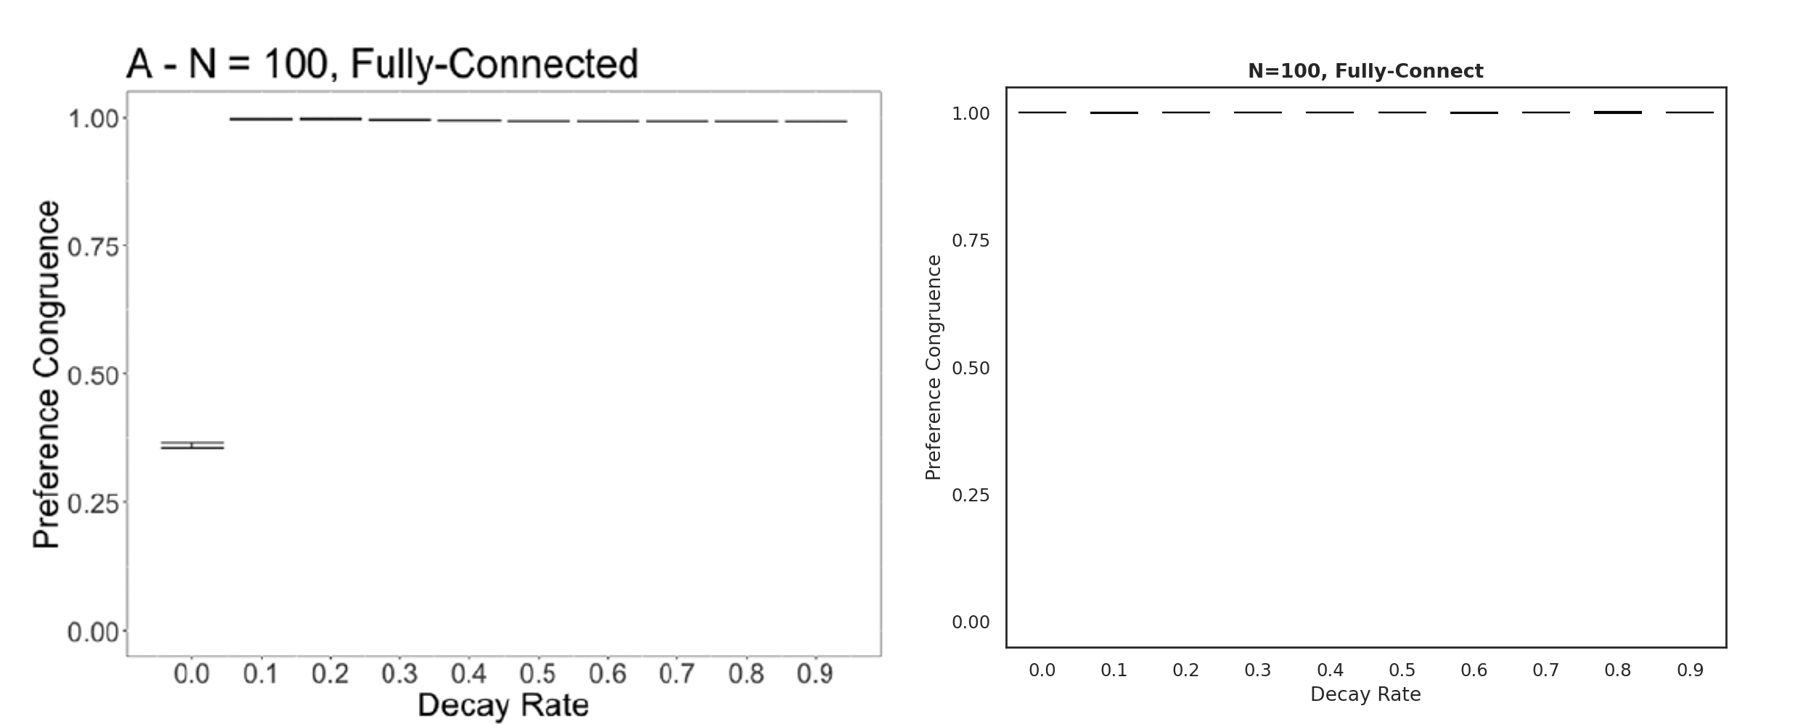 A - N = 100, Fully-Connected
Preference Congruence
1.00
0.75
0.50
0.25
0.00
0.0 0.1 0.2 0.3 0.4 0.5 0.6 0.7 0.8 0.9
Decay Rate
N=100, Fully-Connect
Preference Congruence
1.00
0.75
0.50
0.25
0.00
0.0 0.1 0.2 0.3 0.4 0.5 0.6 0.7 0.8 0.9
Decay Rate